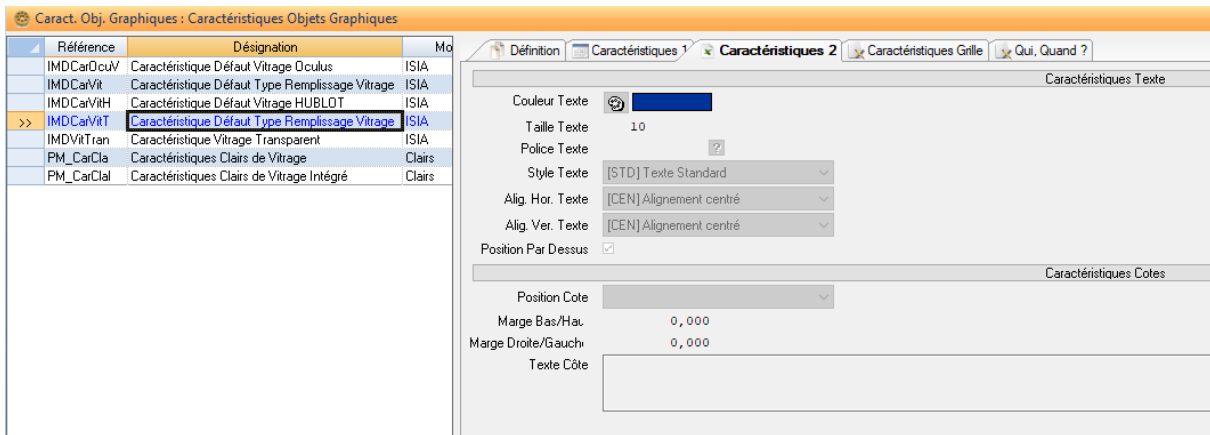 Caract. Obj. Graphiques : Caractéristiques Objets Graphiques
Référence Désignation Mo
IMDCarOcuV Caractéristique Défaut Vitrage Oculus ISIA
IMDCarVit Caractéristique Défaut Type Remplissage Vitrage ISIA
IMDCarVitH Caractéristique Défaut Vitrage HUBLOT ISIA
>> IMDCarVitT Caractéristique Défaut Type Remplissage Vitrage ISIA
IMDVitTran Caractéristique Vitrage Transparent ISIA
PM_CarCla Caractéristiques Clairs de Vitrage Clairs
PM_CarClaI Caractéristiques Clairs de Vitrage Intégré Clairs
Définition Caractéristiques 1 Caractéristiques 2 Caractéristiques Grille Qui, Quand ?
Caractéristiques Texte
Couleur Texte
Taille Texte 10
Police Texte ?
Style Texte [STD] Texte Standard
Alig. Hor. Texte [CEN] Alignement centré
Alig. Ver. Texte [CEN] Alignement centré
Position Par Dessus
Caractéristiques Cotes
Position Cote
Marge Bas/Hau 0,000
Marge Droite/Gauche 0,000
Texte Côte